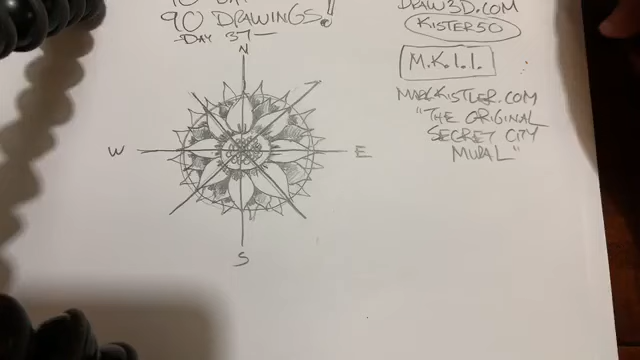 90 DRAWINGS!!
DAY 37
N
W
E
S
DRAW3D.COM
KISTER50
M.K.I.I.
MARKKISTLER.COM
"THE ORIGINAL
SECRET CITY
MURAL"